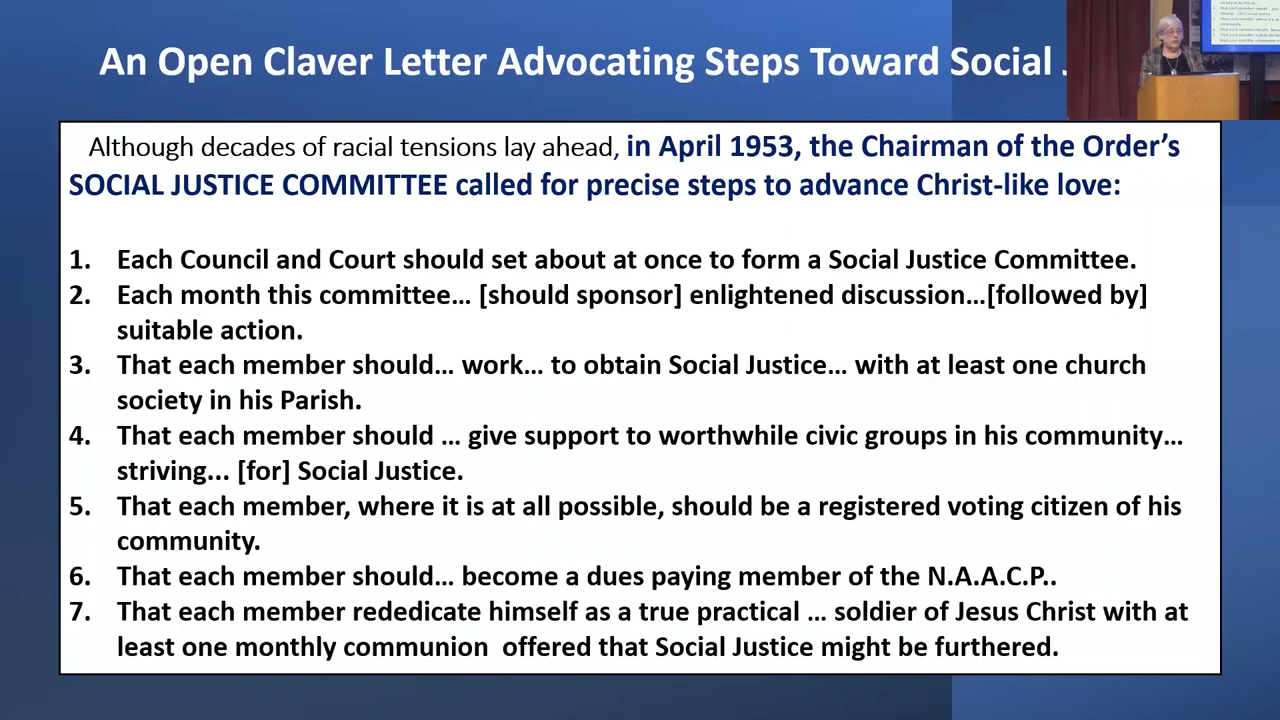 An Open Claver Letter Advocating Steps Toward Social
Although decades of racial tensions lay ahead, in April 1953, the Chairman of the Order’s
SOCIAL JUSTICE COMMITTEE called for precise steps to advance Christ-like love:
1. Each Council and Court should set about at once to form a Social Justice Committee.
2. Each month this committee… [should sponsor] enlightened discussion…[followed by]
suitable action.
3. That each member should… work… to obtain Social Justice… with at least one church
society in his Parish.
4. That each member should … give support to worthwhile civic groups in his community…
striving... [for] Social Justice.
5. That each member, where it is at all possible, should be a registered voting citizen of his
community.
6. That each member should… become a dues paying member of the N.A.A.C.P..
7. That each member rededicate himself as a true practical … soldier of Jesus Christ with at
least one monthly communion offered that Social Justice might be furthered.